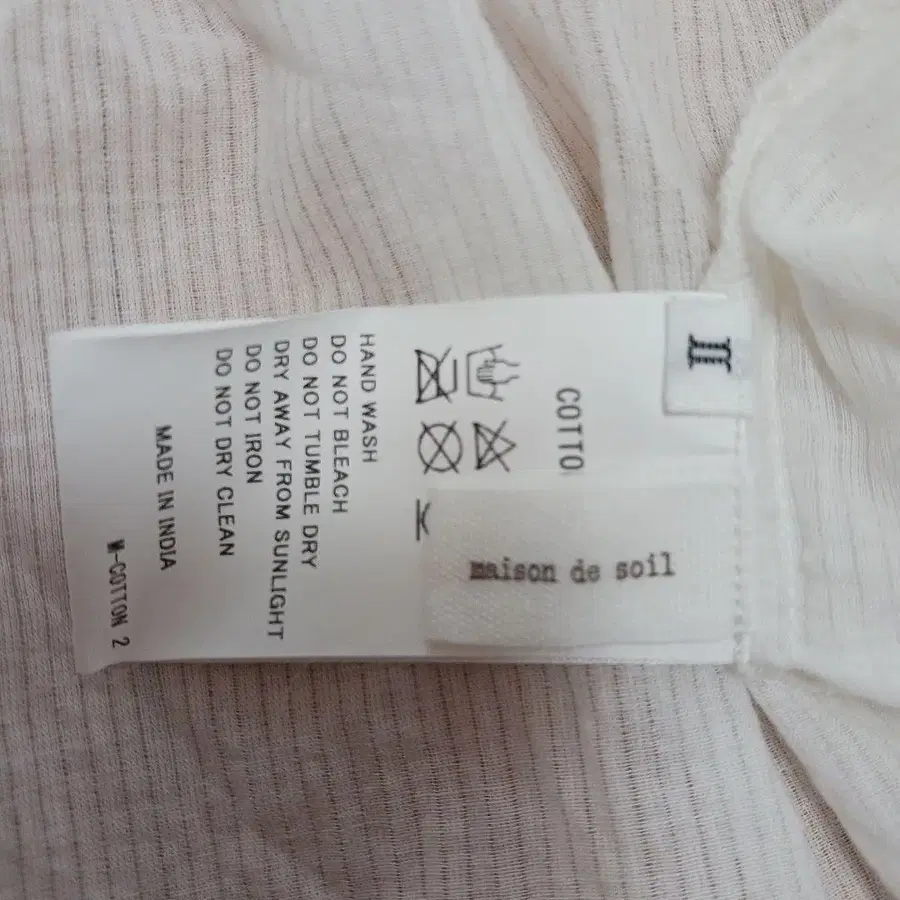 II
COTTO
maison de soil
HAND WASH
DO NOT BLEACH
DO NOT TUMBLE DRY
DRY AWAY FROM SUNLIGHT
DO NOT IRON
DO NOT DRY CLEAN
MADE IN INDIA
M-COTTON 2